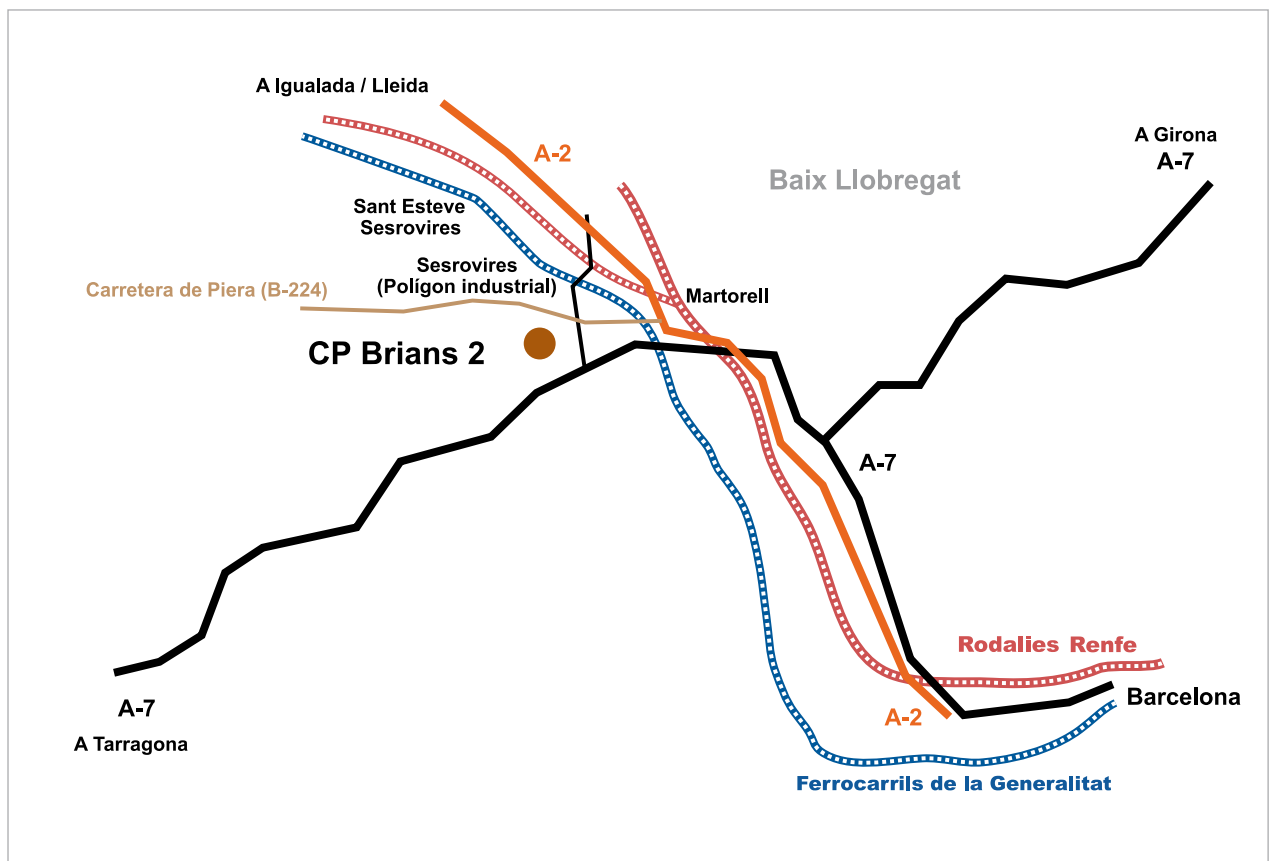 A Igualada / Lleida
A-2
A Girona
A-7
Baix Llobregat
Sant Esteve
Sesrovires
Sesrovires
(Polígon industrial)
Carretera de Piera (B-224)
Martorell
CP Brians 2
A-7
Rodalies Renfe
Barcelona
A-2
A-7
A Tarragona
Ferrocarrils de la Generalitat